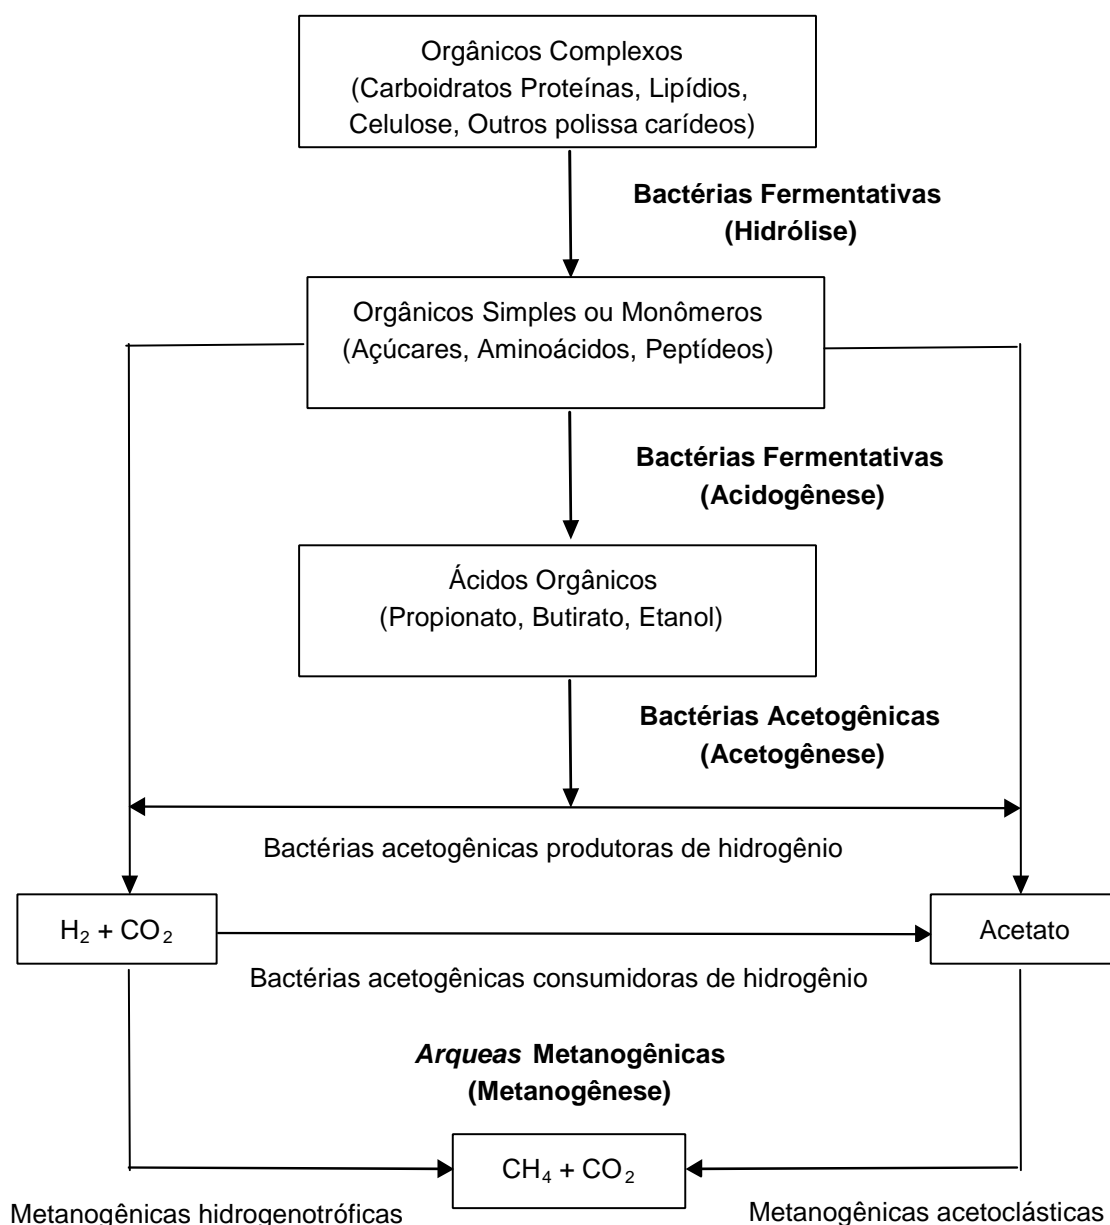 Orgânicos Complexos
(Carboidratos Proteínas, Lipídios,
Celulose, Outros polissa carídeos)
Bactérias Fermentativas
(Hidrólise)
Orgânicos Simples ou Monômeros
(Açúcares, Aminoácidos, Peptídeos)
Bactérias Fermentativas
(Acidogênese)
Ácidos Orgânicos
(Propionato, Butirato, Etanol)
Bactérias Acetogênicas
(Acetogênese)
Bactérias acetogênicas produtoras de hidrogênio
H₂ + CO₂
Acetato
Bactérias acetogênicas consumidoras de hidrogênio
Arqueas Metanogênicas
(Metanogênese)
CH₄ + CO₂
Metanogênicas hidrogenotróficas
Metanogênicas acetoclásticas